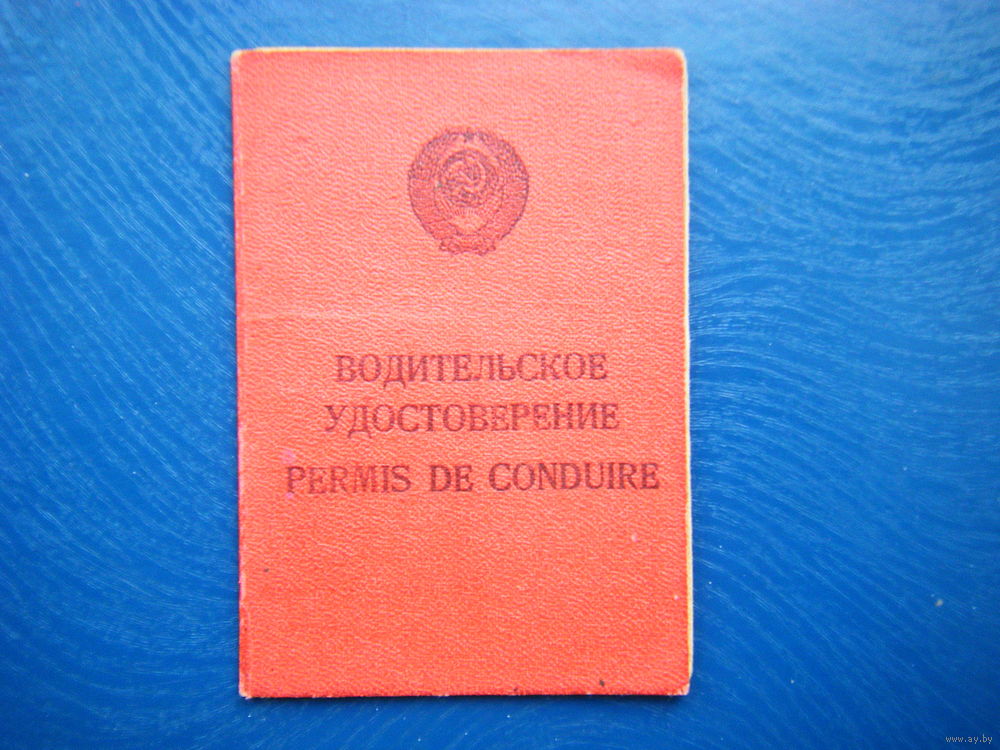 ВОДИТЕЛЬСКОЕ
УДОСТОВЕРЕНИЕ
PERMIS DE CONDUIRE
www.ay.by